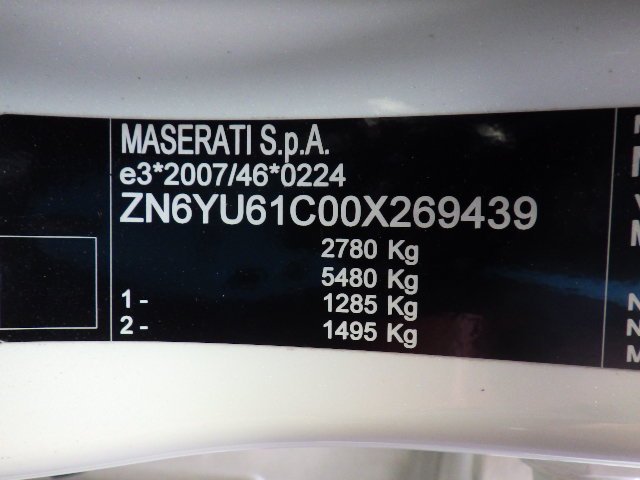 MASERATI S.p.A.
e3*2007/46*0224
ZN6YU61C00X269439
2780 Kg
5480 Kg
1 - 1285 Kg
2 - 1495 Kg